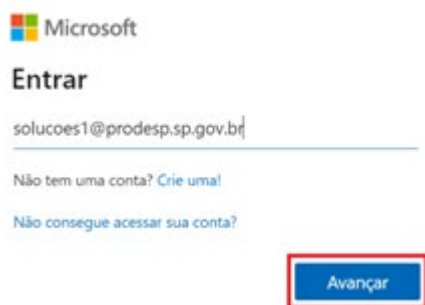 Microsoft
Entrar
solucoes1@prodesp.sp.gov.br
Não tem uma conta? Crie uma!
Não consegue acessar sua conta?
Avançar